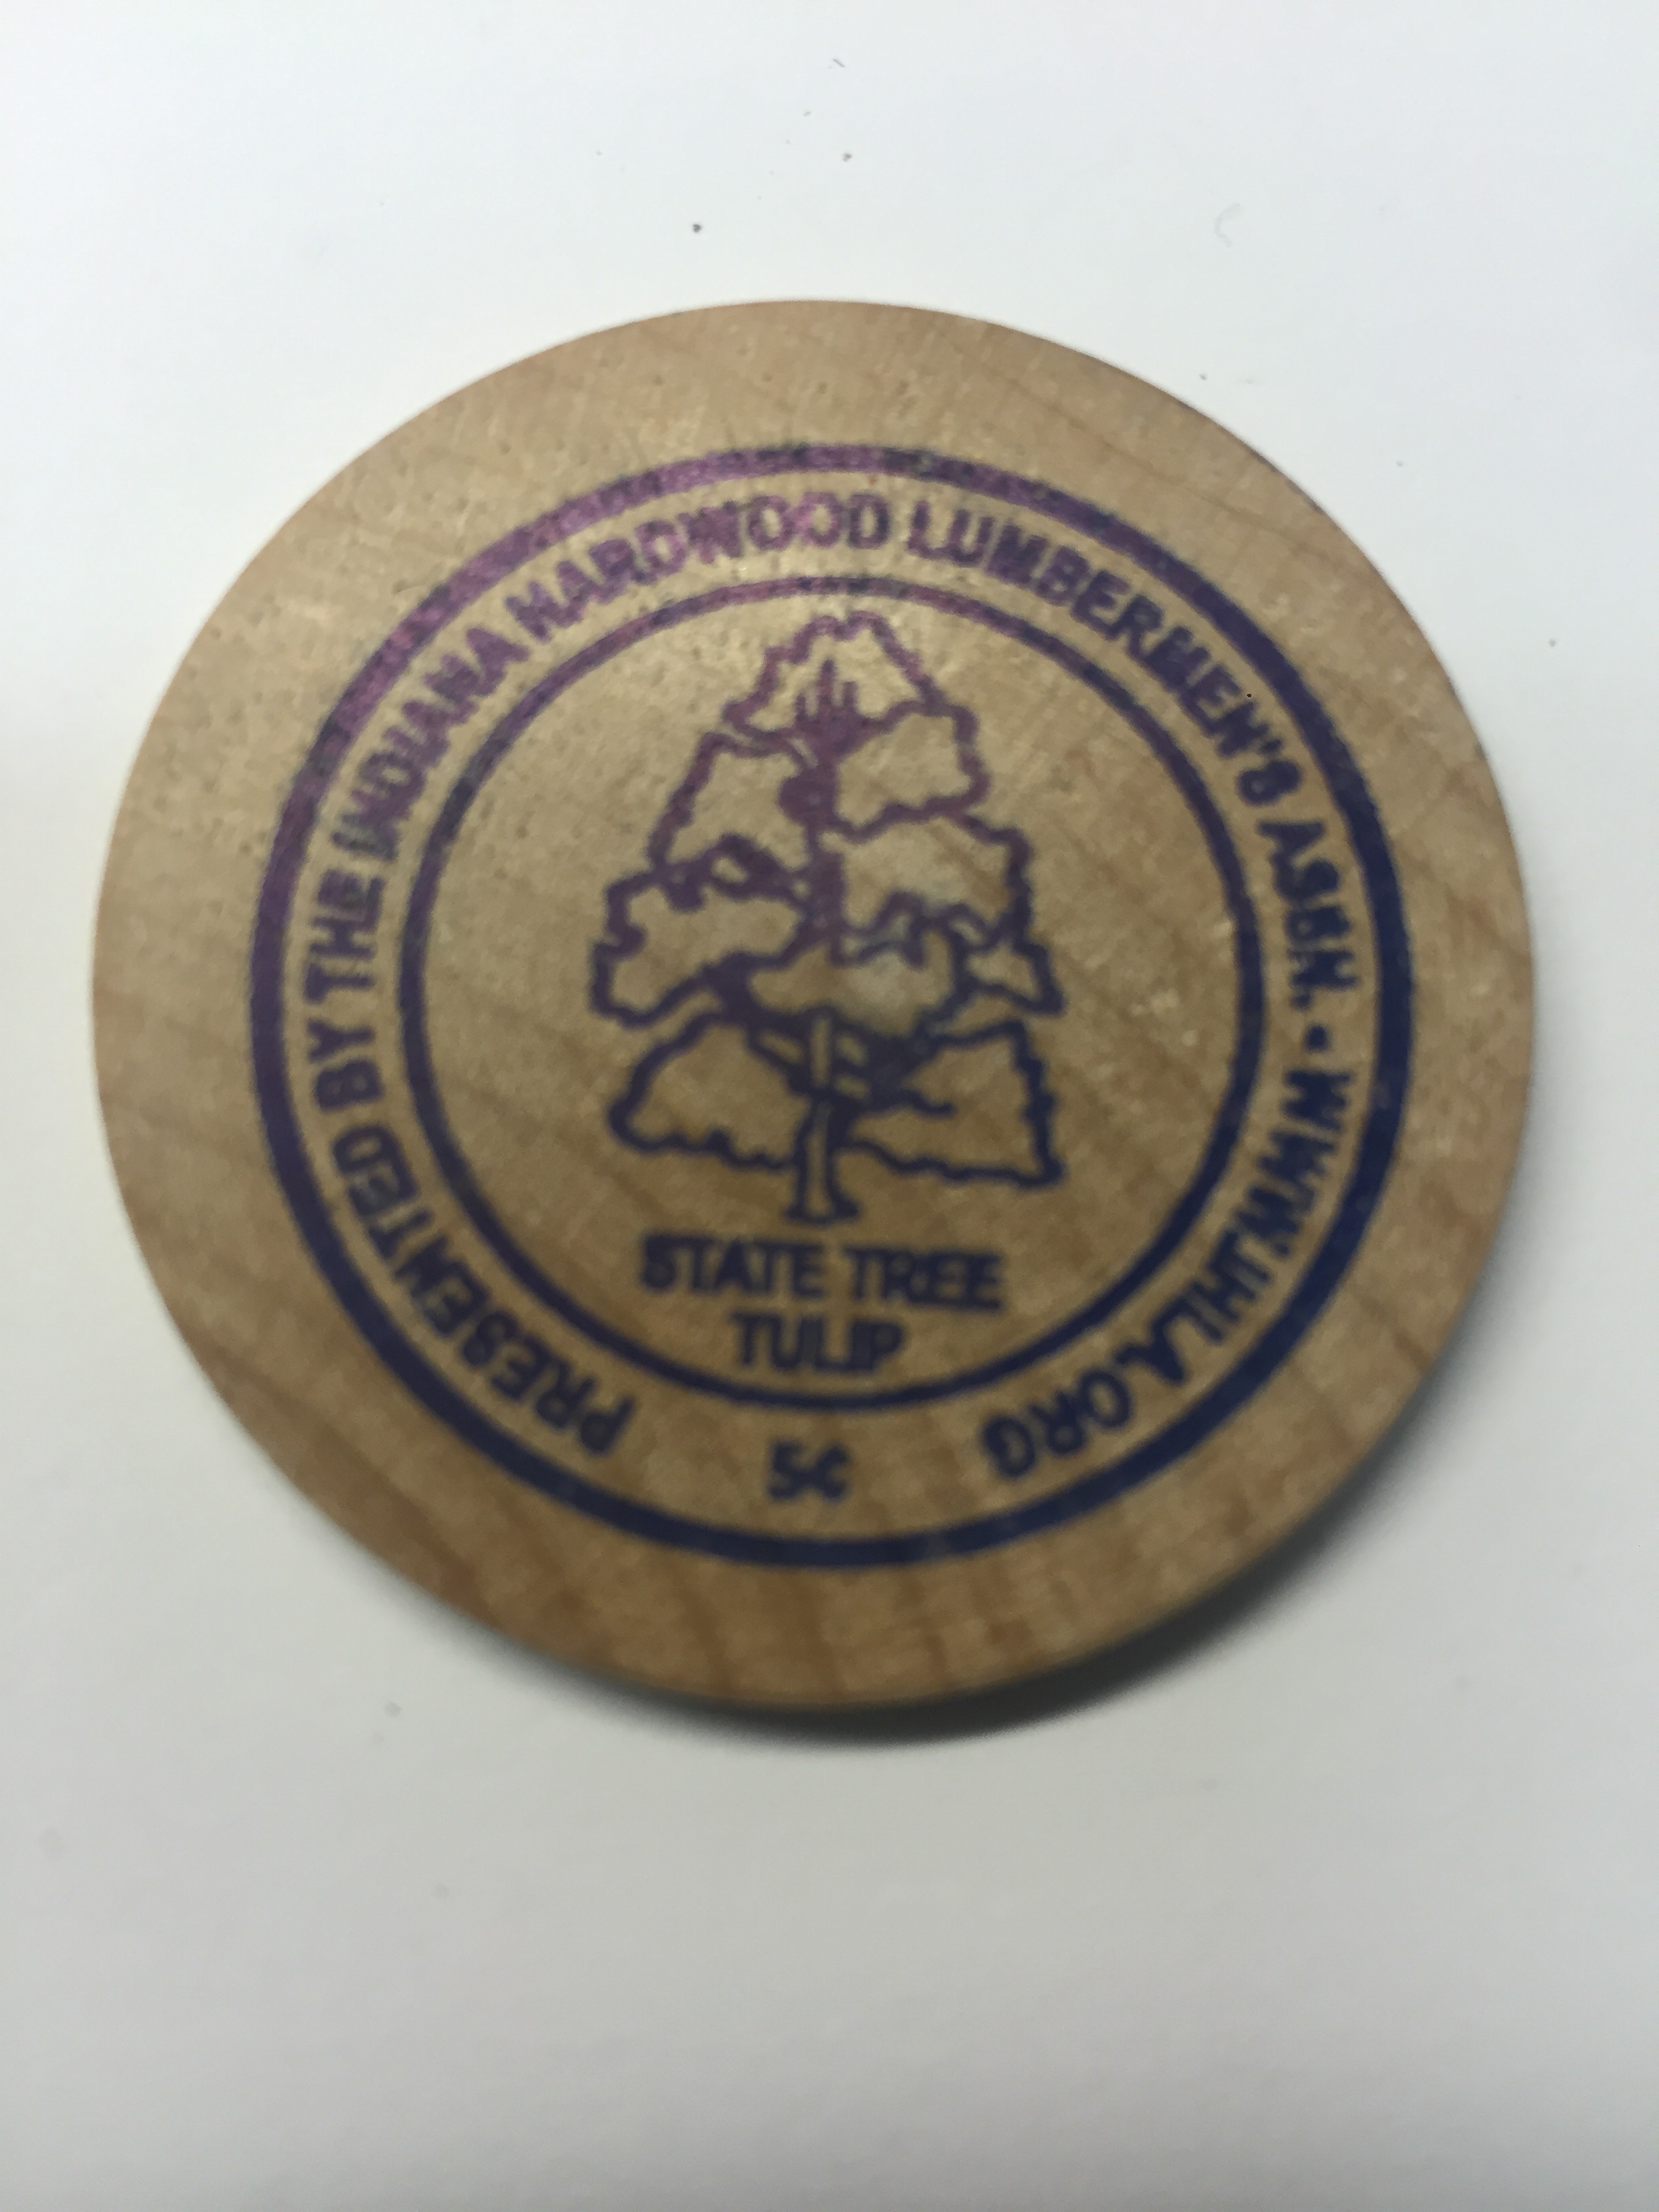 PRESENTED BY THE INDIANA HARDWOOD LUMBERMEN'S ASSN. • WWW.IHLA.ORG
STATE TREE
TULIP
5¢